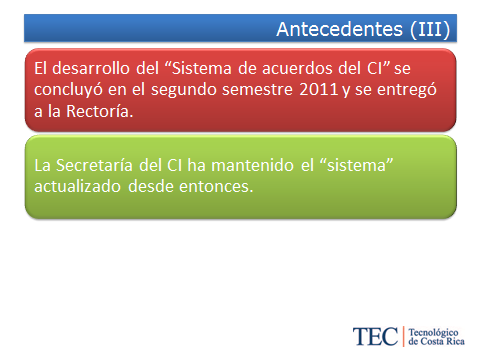 Antecedentes (III)
El desarrollo del “Sistema de acuerdos del CI” se
concluyó en el segundo semestre 2011 y se entregó
a la Rectoría.
La Secretaría del CI ha mantenido el “sistema”
actualizado desde entonces.
TEC | Tecnológico
de Costa Rica